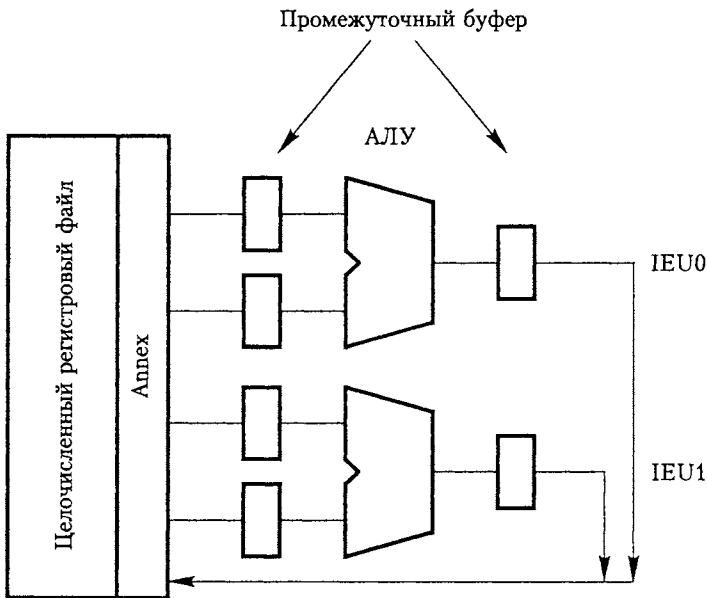 Промежуточный буфер
АЛУ
Целочисленный регистровый файл
Annex
IEU0
IEU1